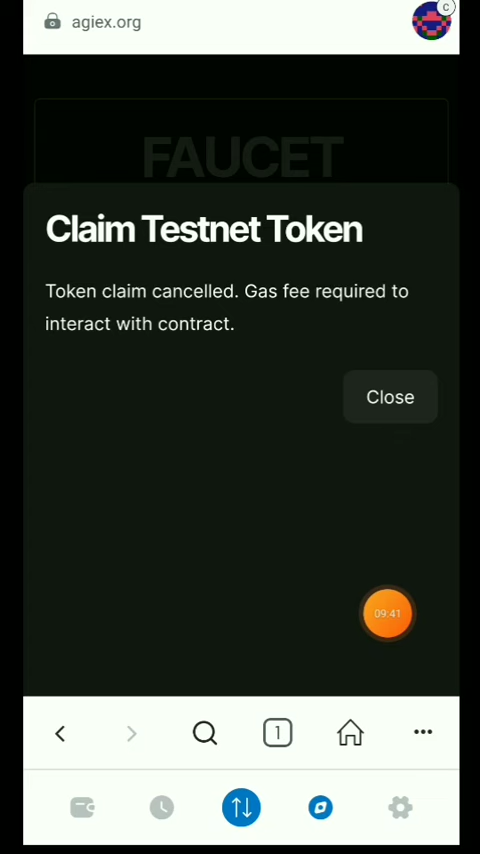 agiex.org
C
FAUCET
Claim Testnet Token
Token claim cancelled. Gas fee required to
interact with contract.
Close
09:41
1